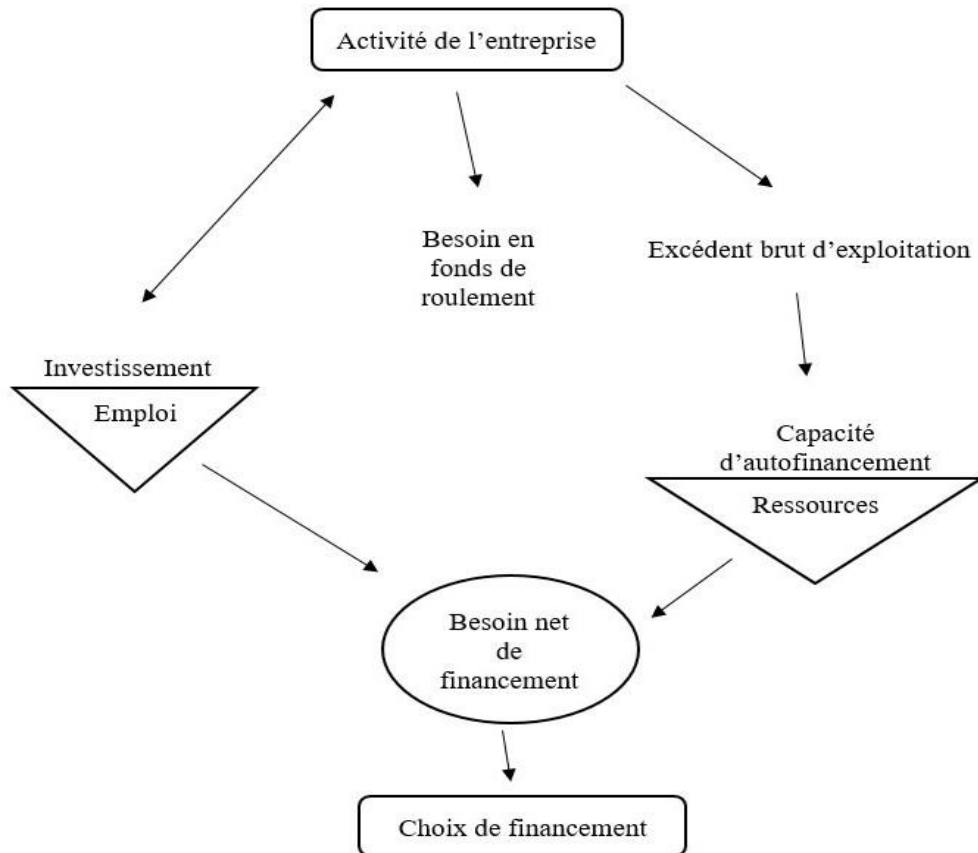 Activité de l’entreprise
Besoin en
fonds de
roulement
Excédent brut d’exploitation
Investissement
Emploi
Capacité
d’autofinancement
Ressources
Besoin net
de
financement
Choix de financement